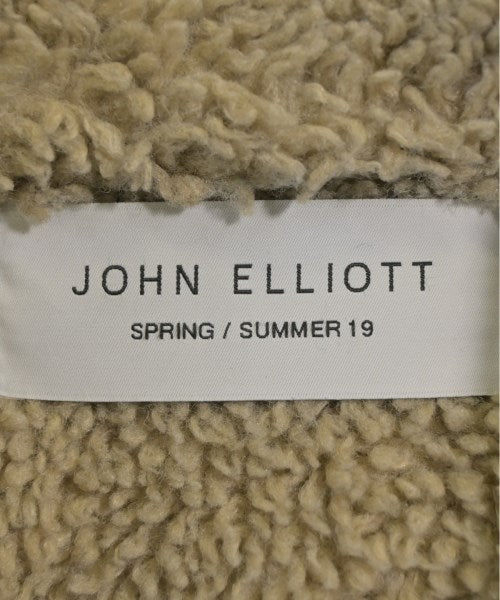 JOHN ELLIOTT
SPRING / SUMMER 19